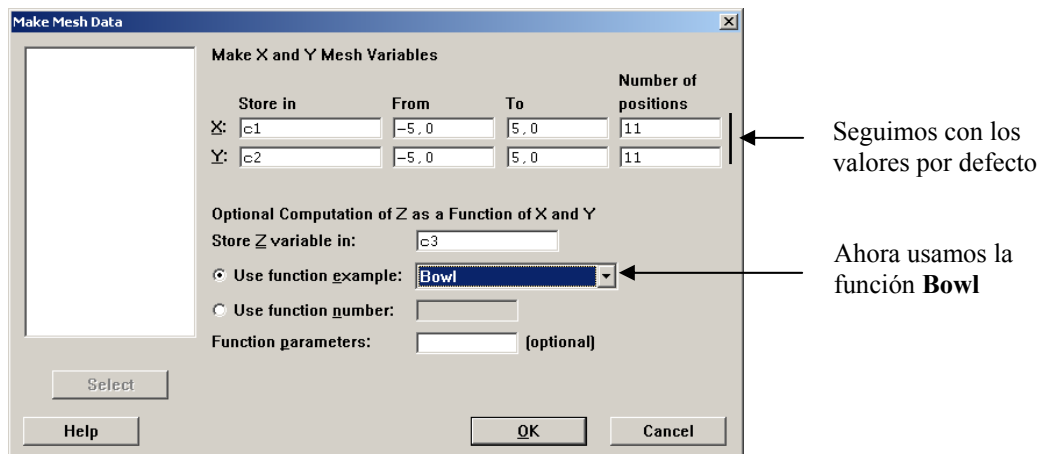 Make Mesh Data
Make X and Y Mesh Variables
Number of
Store in From To positions
X: c1 -5,0 5,0 11
Y: c2 -5,0 5,0 11
Seguimos con los
valores por defecto
Optional Computation of Z as a Function of X and Y
Store Z variable in: c3
Use function example: Bowl
Ahora usamos la
función Bowl
Use function number:
Function parameters: (optional)
Select
Help OK Cancel